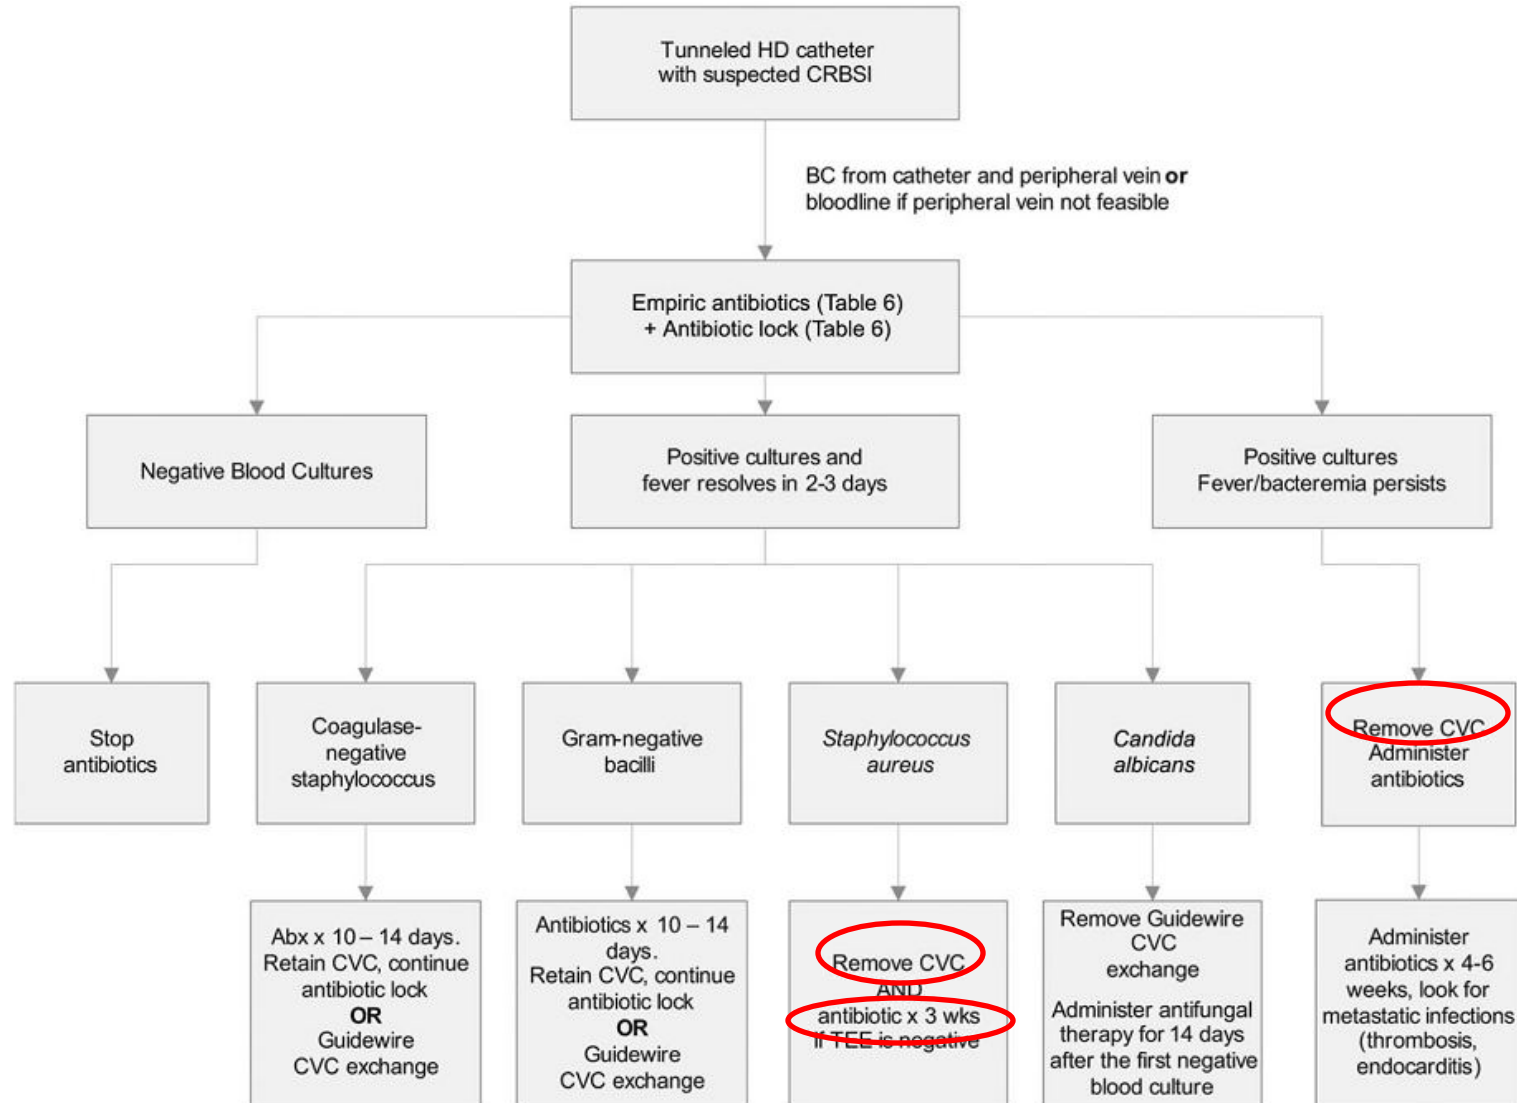 Tunneled HD catheter
with suspected CRBSI
BC from catheter and peripheral vein or
bloodline if peripheral vein not feasible
Empiric antibiotics (Table 6)
+ Antibiotic lock (Table 6)
Negative Blood Cultures
Positive cultures and
fever resolves in 2-3 days
Positive cultures
Fever/bacteremia persists
Stop
antibiotics
Coagulase-
negative
staphylococcus
Gram-negative
bacilli
Staphylococcus
aureus
Candida
albicans
Remove CVC
Administer
antibiotics
Abx x 10 – 14 days.
Retain CVC, continue
antibiotic lock
OR
Guidewire
CVC exchange
Antibiotics x 10 – 14
days.
Retain CVC, continue
antibiotic lock
OR
Guidewire
CVC exchange
Remove CVC
AND
antibiotic x 3 wks
if TEE is negative
Remove Guidewire
CVC
exchange
Administer antifungal
therapy for 14 days
after the first negative
blood culture
Administer
antibiotics x 4-6
weeks, look for
metastatic infections
(thrombosis,
endocarditis)